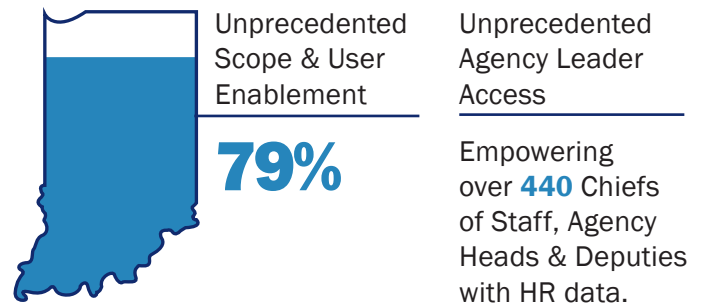 Unprecedented
Scope & User
Enablement
79%
Unprecedented
Agency Leader
Access
Empowering
over 440 Chiefs
of Staff, Agency
Heads & Deputies
with HR data.